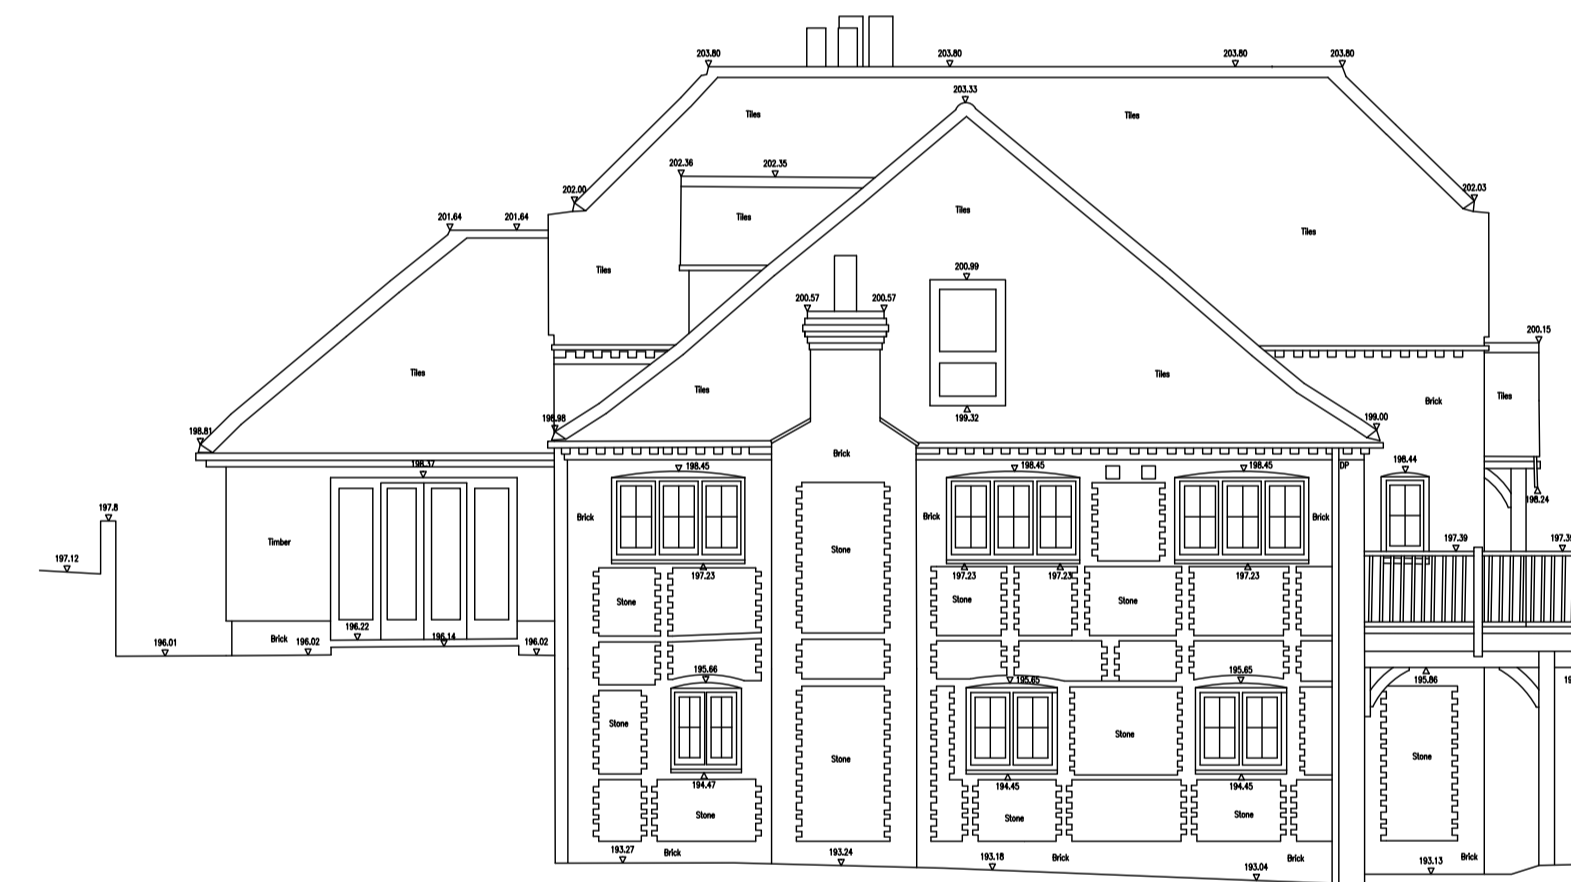 203.80 203.80 203.80 203.80
203.33
Tiles Tiles
202.36 202.35
202.00 202.03
Tiles Tiles
201.64 201.64 Tiles
Tiles
Tiles
200.99
200.57 200.57
200.15
Tiles Tiles
Tiles Tiles
Brick
199.32
198.98 199.00
198.81
Brick
198.37 198.45 198.45 198.45 DP 198.44
198.24
197.8
Brick Brick Brick
Timber Stone
197.39 197.39
197.12
197.23 197.23 197.23 197.23
Stone Stone Stone
196.22
196.01 196.02 Brick 196.14 196.02
195.66 195.65 195.65 195.86
Stone Stone
Stone Stone
194.47 194.45 194.45
Stone Stone Stone
193.27 Brick 193.24 193.18 Brick Brick 193.13 Brick
193.04